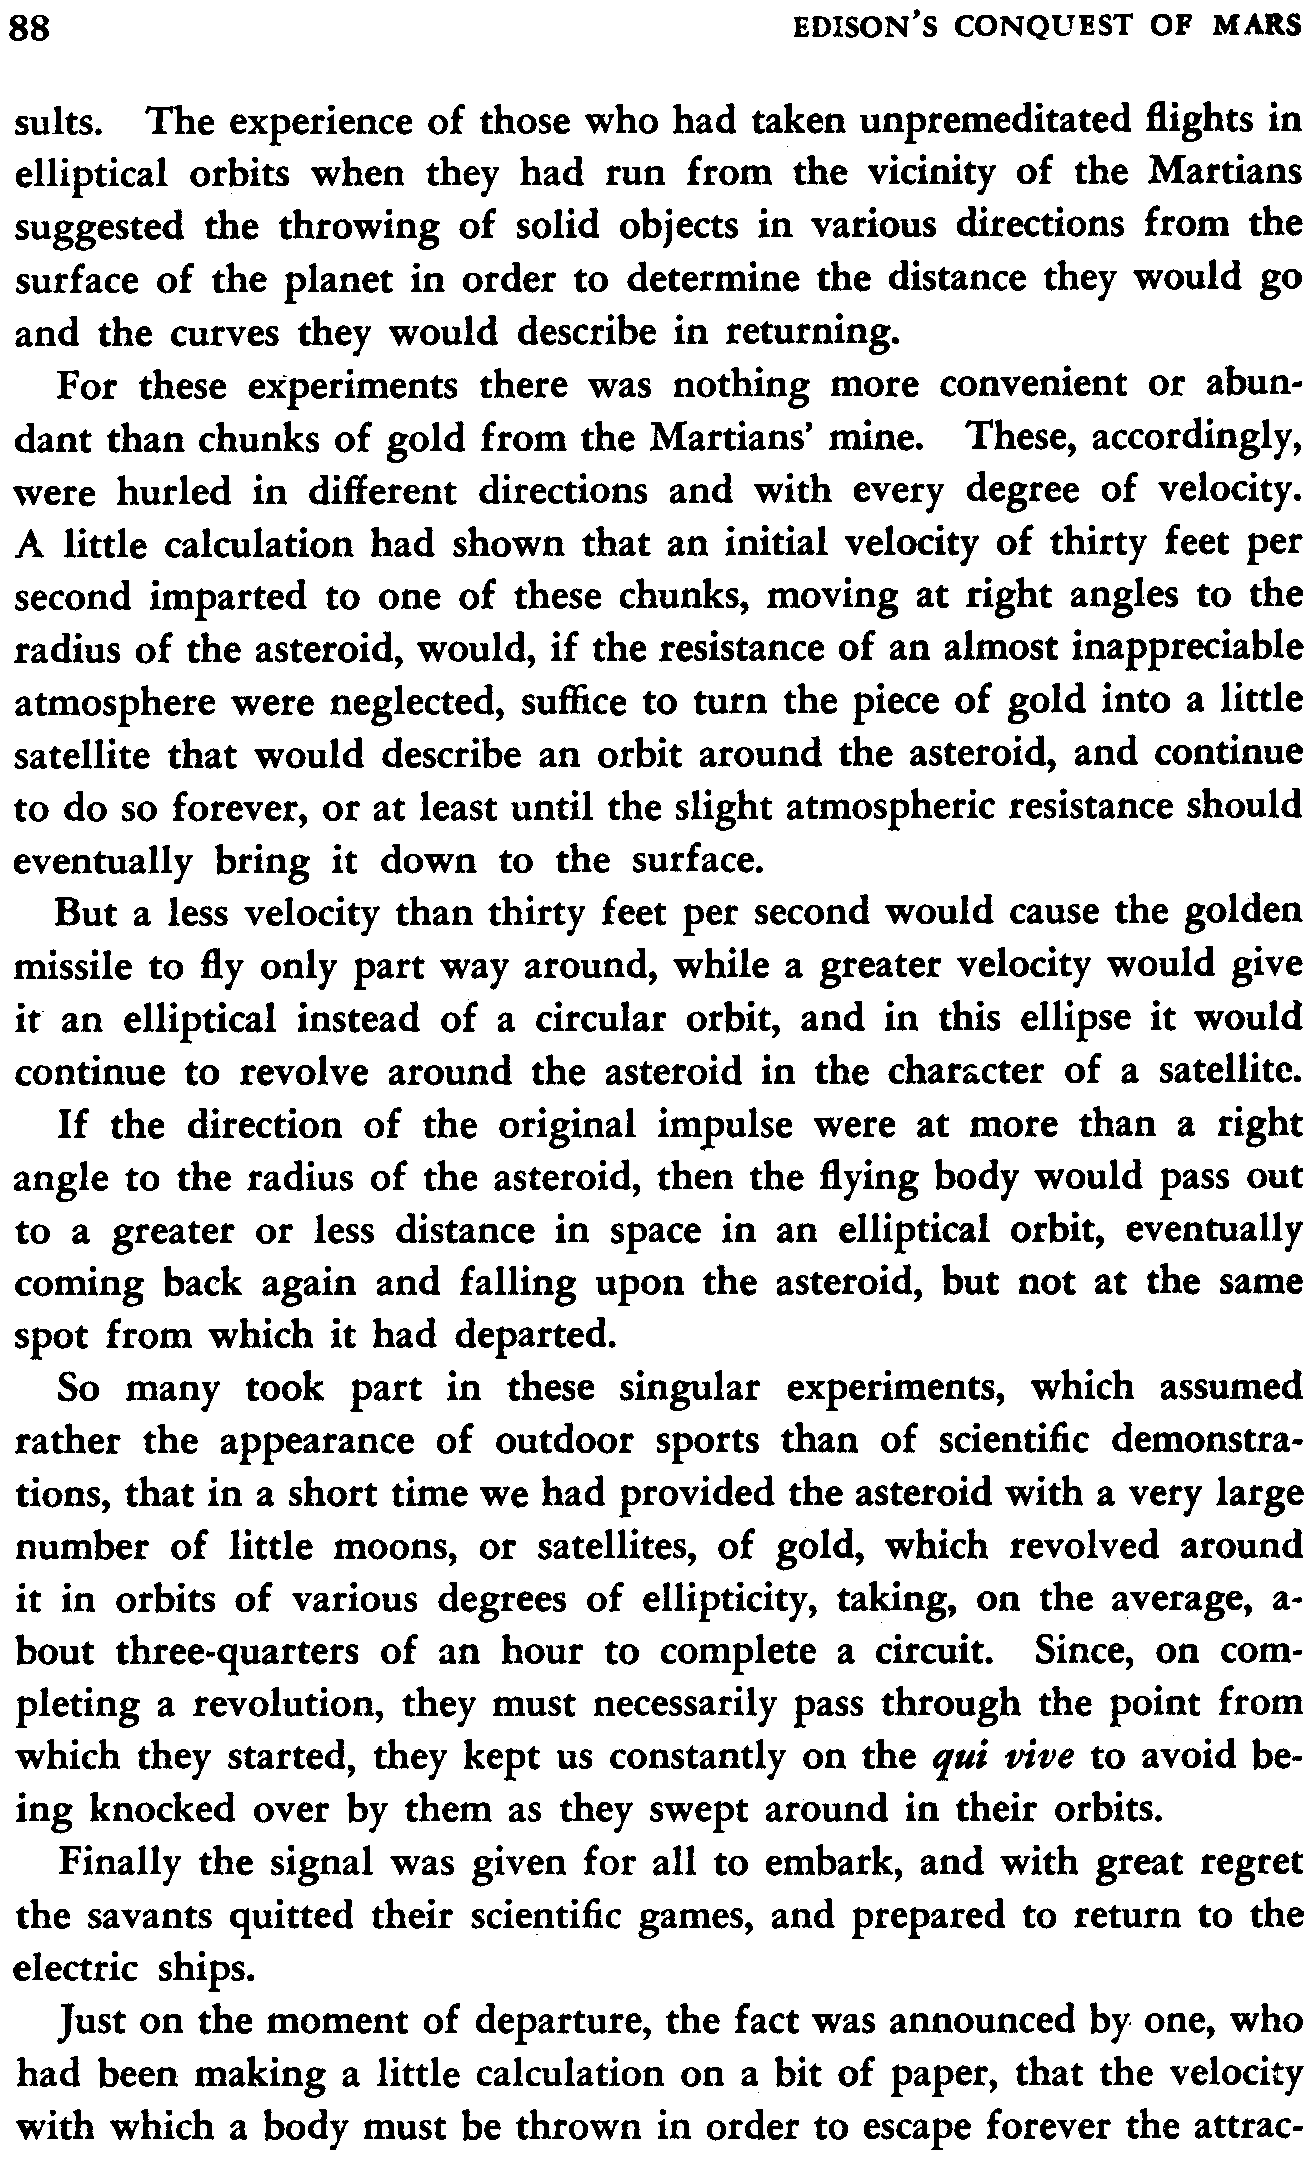 88 EDISON'S CONQUEST OF MARS
sults. The experience of those who had taken unpremeditated flights in
elliptical orbits when they had run from the vicinity of the Martians
suggested the throwing of solid objects in various directions from the
surface of the planet in order to determine the distance they would go
and the curves they would describe in returning.
For these experiments there was nothing more convenient or abun-
dant than chunks of gold from the Martians' mine. These, accordingly,
were hurled in different directions and with every degree of velocity.
A little calculation had shown that an initial velocity of thirty feet per
second imparted to one of these chunks, moving at right angles to the
radius of the asteroid, would, if the resistance of an almost inappreciable
atmosphere were neglected, suffice to turn the piece of gold into a little
satellite that would describe an orbit around the asteroid, and continue
to do so forever, or at least until the slight atmospheric resistance should
eventually bring it down to the surface.
But a less velocity than thirty feet per second would cause the golden
missile to fly only part way around, while a greater velocity would give
it an elliptical instead of a circular orbit, and in this ellipse it would
continue to revolve around the asteroid in the character of a satellite.
If the direction of the original impulse were at more than a right
angle to the radius of the asteroid, then the flying body would pass out
to a greater or less distance in space in an elliptical orbit, eventually
coming back again and falling upon the asteroid, but not at the same
spot from which it had departed.
So many took part in these singular experiments, which assumed
rather the appearance of outdoor sports than of scientific demonstra-
tions, that in a short time we had provided the asteroid with a very large
number of little moons, or satellites, of gold, which revolved around
it in orbits of various degrees of ellipticity, taking, on the average, a-
bout three-quarters of an hour to complete a circuit. Since, on com-
pleting a revolution, they must necessarily pass through the point from
which they started, they kept us constantly on the qui vive to avoid be-
ing knocked over by them as they swept around in their orbits.
Finally the signal was given for all to embark, and with great regret
the savants quitted their scientific games, and prepared to return to the
electric ships.
Just on the moment of departure, the fact was announced by one, who
had been making a little calculation on a bit of paper, that the velocity
with which a body must be thrown in order to escape forever the attrac-